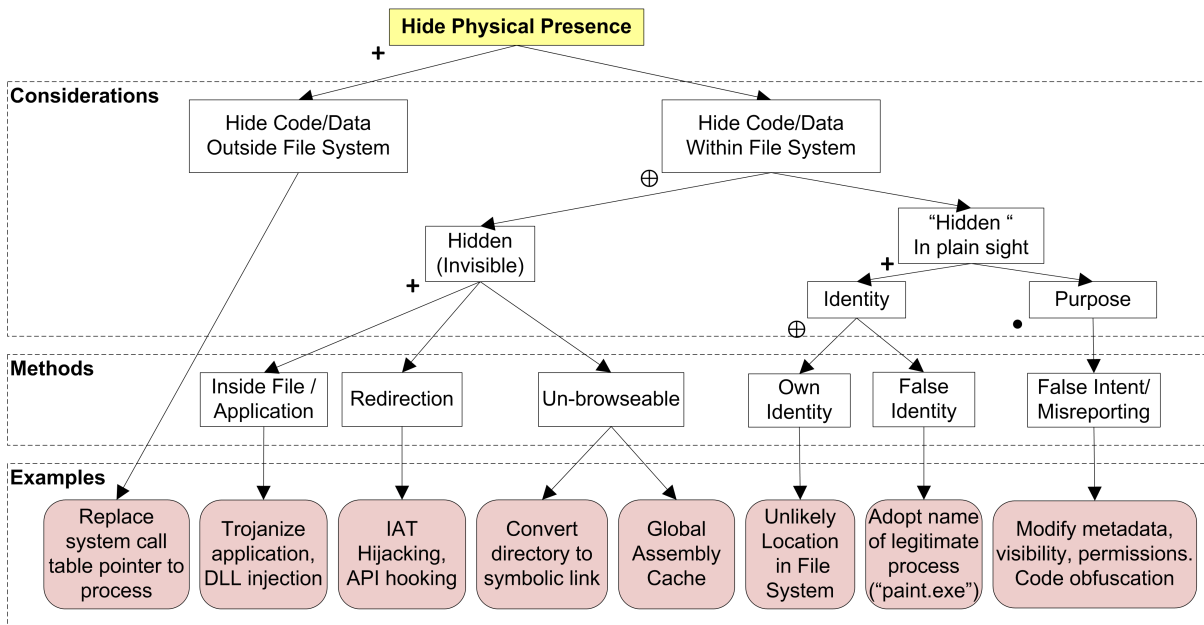 Hide Physical Presence
+
Considerations
Hide Code/Data
Outside File System
Hide Code/Data
Within File System
⊕
Hidden
(Invisible)
“Hidden “
In plain sight
+
+
Identity
Purpose
⊕
•
Methods
Inside File /
Application
Redirection
Un-browseable
Own
Identity
False
Identity
False Intent/
Misreporting
Examples
Replace
system call
table pointer to
process
Trojanize
application,
DLL injection
IAT
Hijacking,
API hooking
Convert
directory to
symbolic link
Global
Assembly
Cache
Unlikely
Location
in File
System
Adopt name
of legitimate
process
(“paint.exe”)
Modify metadata,
visibility, permissions.
Code obfuscation